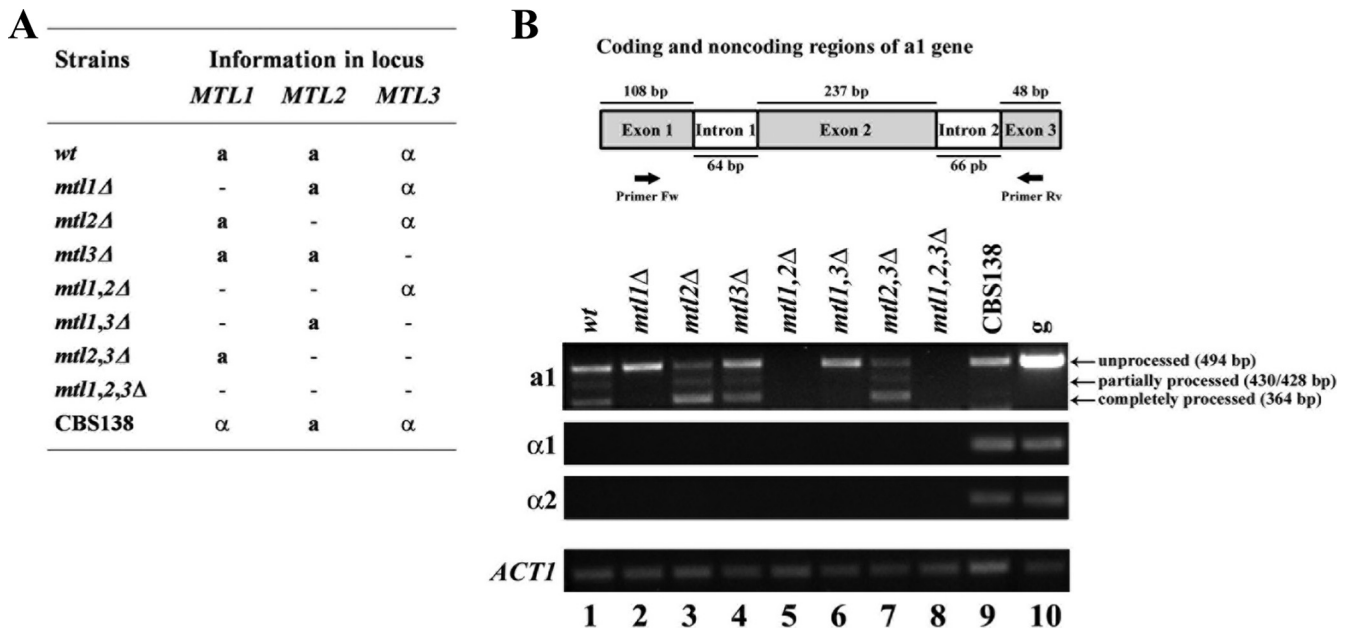 A
Strains Information in locus
MTL1 MTL2 MTL3
wt a a α
mtl1Δ - a α
mtl2Δ a - α
mtl3Δ a a -
mtl1,2Δ - - α
mtl1,3Δ - a -
mtl2,3Δ a - -
mtl1,2,3Δ - - -
CBS138 α a α
B
Coding and noncoding regions of a1 gene
108 bp 237 bp 48 bp
Exon 1 Intron 1 Exon 2 Intron 2 Exon 3
64 bp 66 pb
Primer Fw Primer Rv
wt mtl1Δ mtl2Δ mtl3Δ mtl1,2Δ mtl1,3Δ mtl2,3Δ mtl1,2,3Δ CBS138 g
a1
unprocessed (494 bp)
partially processed (430/428 bp)
completely processed (364 bp)
α1
α2
ACT1
1 2 3 4 5 6 7 8 9 10